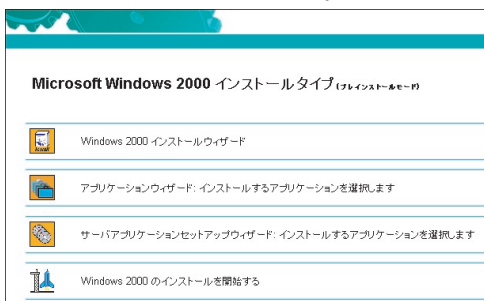 Microsoft Windows 2000 インストールタイプ(プレインストールモード)
Windows 2000 インストールウィザード
アプリケーションウィザード: インストールするアプリケーションを選択します
サーバアプリケーションセットアップウィザード: インストールするアプリケーションを選択します
Windows 2000 のインストールを開始する